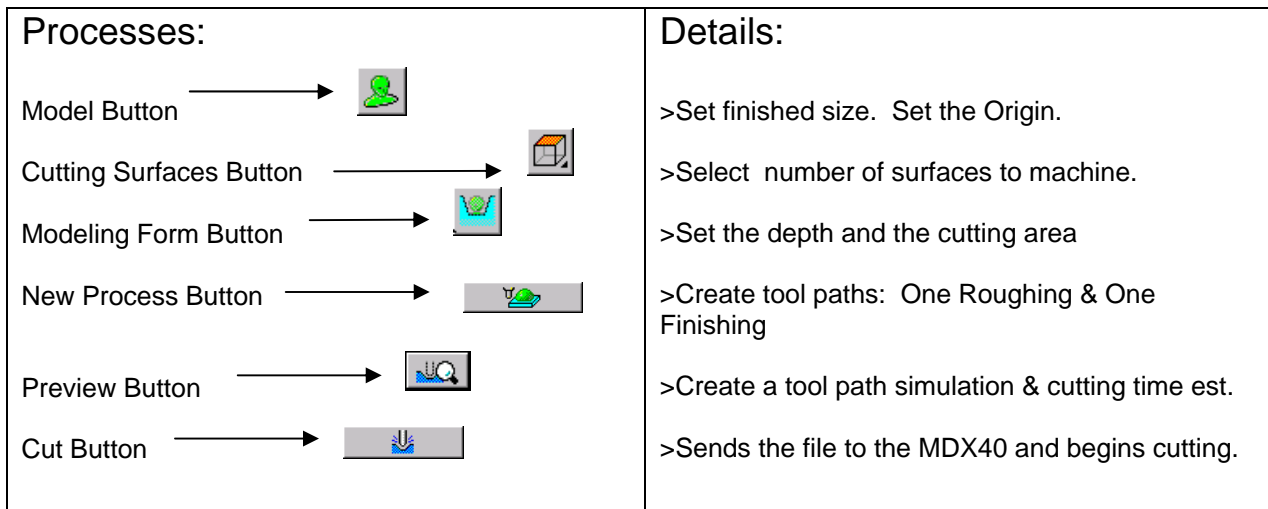 Processes:
Model Button
Cutting Surfaces Button
Modeling Form Button
New Process Button
Preview Button
Cut Button
Details:
>Set finished size.  Set the Origin.
>Select  number of surfaces to machine.
>Set the depth and the cutting area
>Create tool paths:  One Roughing & One
Finishing
>Create a tool path simulation & cutting time est.
>Sends the file to the MDX40 and begins cutting.